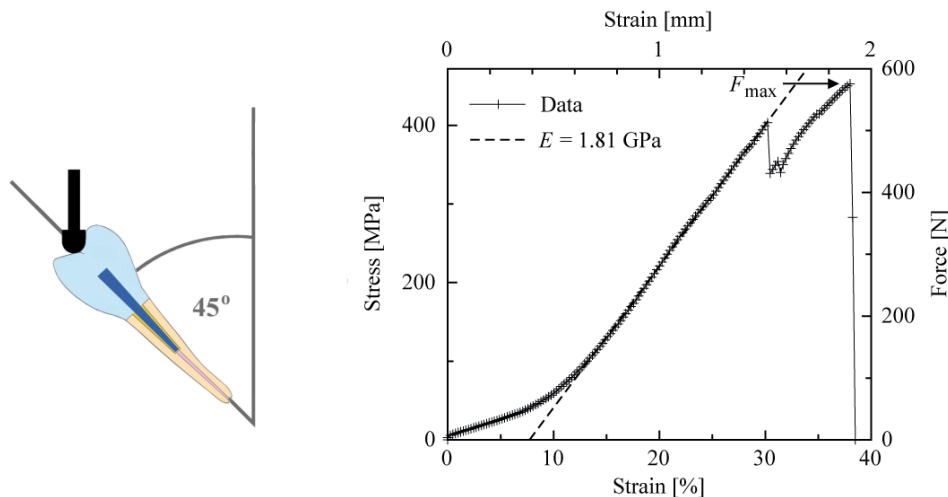 45°
Strain [mm]
0 1 2
F max
Data
E = 1.81 GPa
Stress [MPa]
400
200
0
Force [N]
600
400
200
0
0 10 20 30 40
Strain [%]